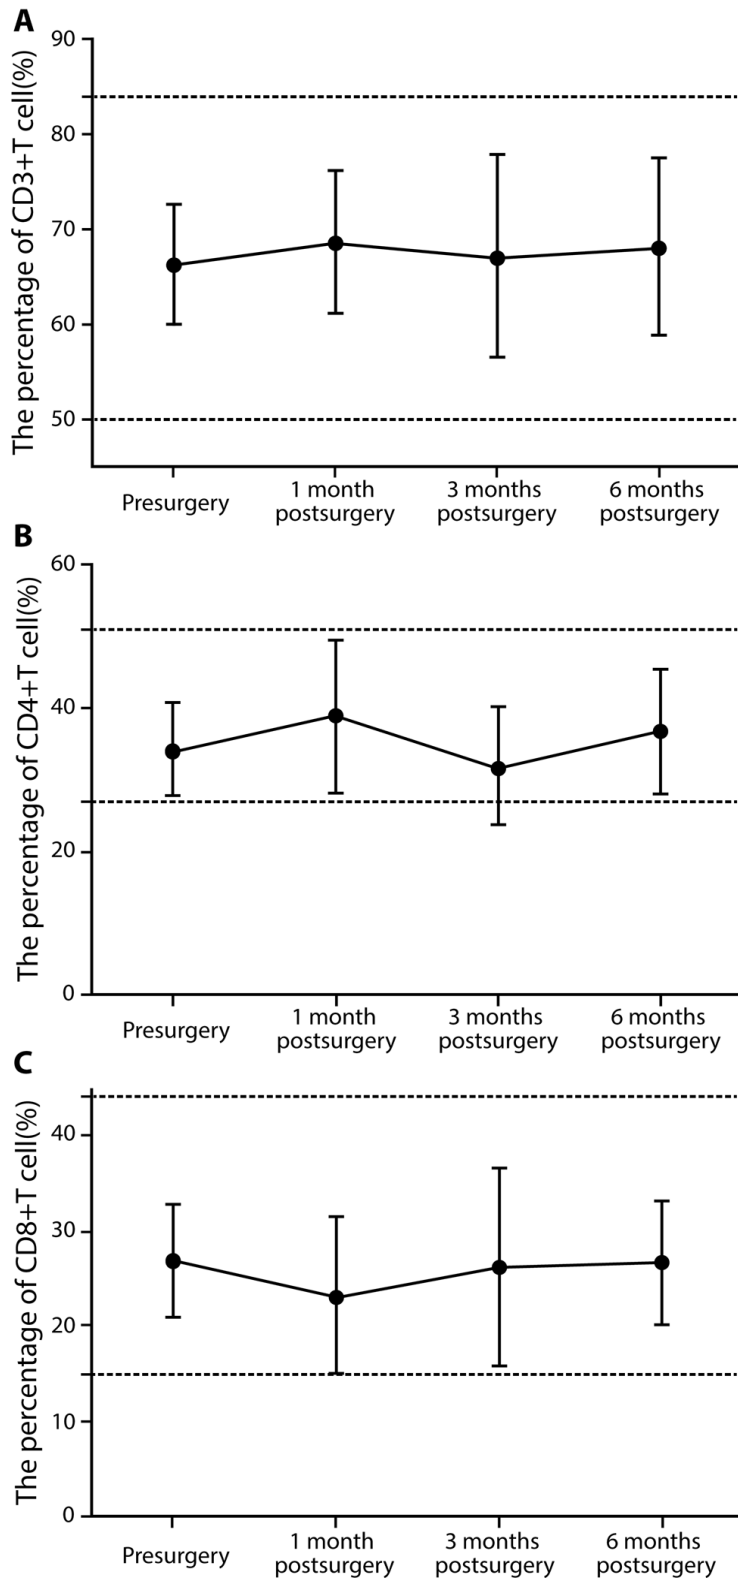 A
The percentage of CD3+T cell(%)
90
80
70
60
50
Presurgery
1 month
postsurgery
3 months
postsurgery
6 months
postsurgery
B
The percentage of CD4+T cell(%)
60
40
20
0
Presurgery
1 month
postsurgery
3 months
postsurgery
6 months
postsurgery
C
The percentage of CD8+T cell(%)
40
30
20
10
0
Presurgery
1 month
postsurgery
3 months
postsurgery
6 months
postsurgery